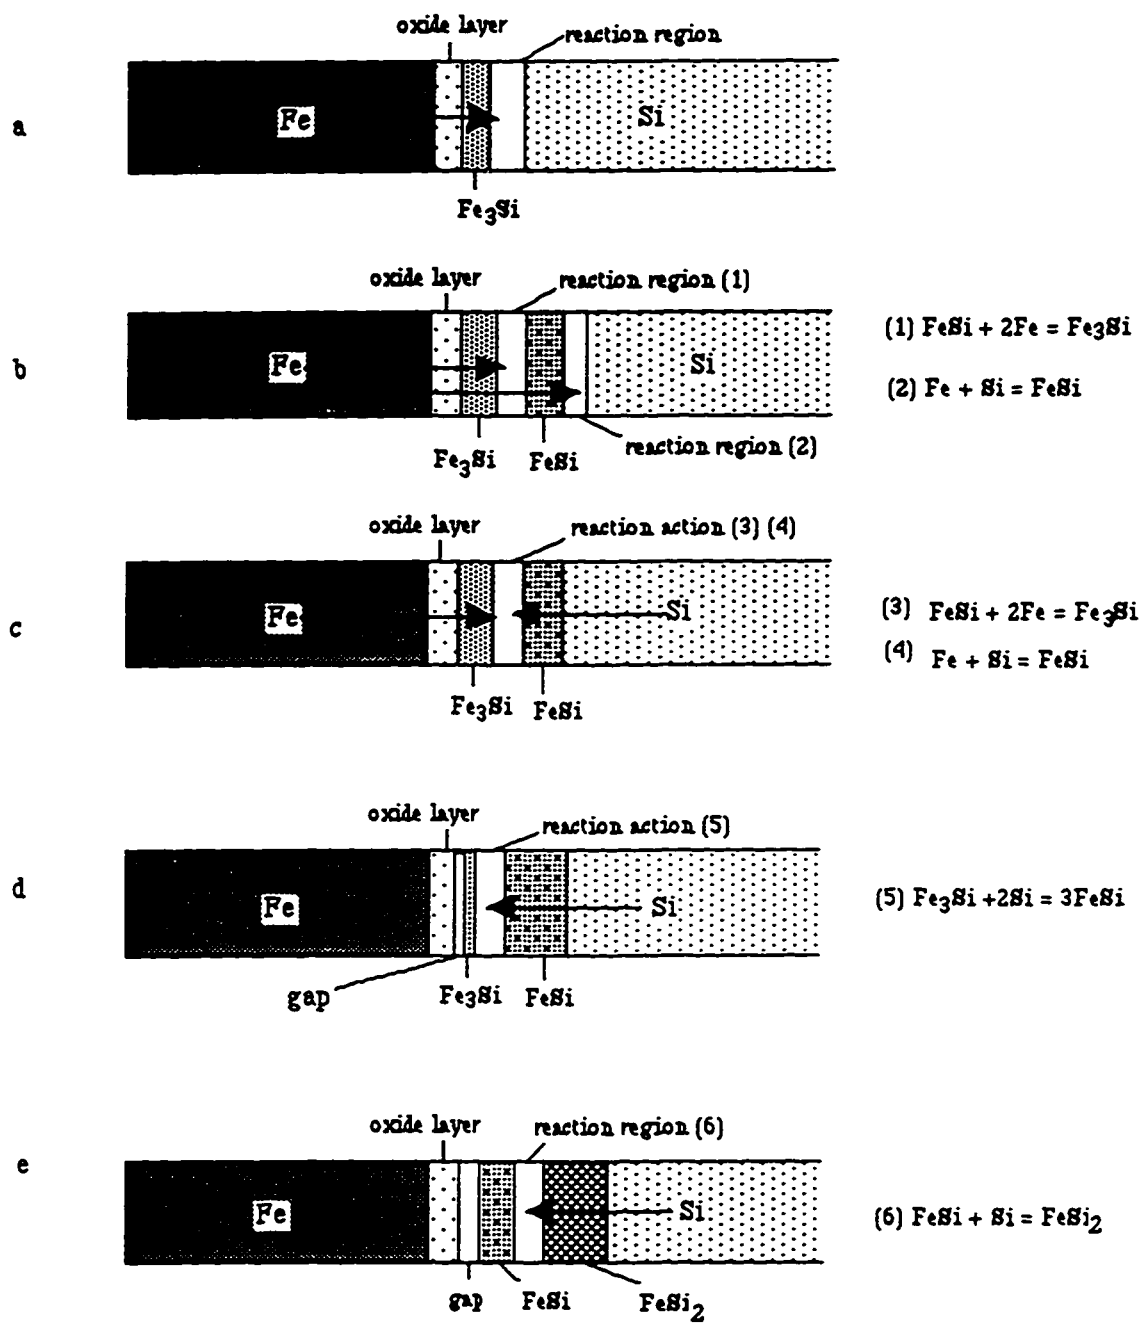 oxide layer
reaction region
a
Fe
Si
Fe3Si
oxide layer
reaction region (1)
b
Fe
Si
(1) FeSi + 2Fe = Fe3Si
(2) Fe + Si = FeSi
Fe3Si
FeSi
reaction region (2)
oxide layer
reaction action (3) (4)
c
Fe
Si
(3) FeSi + 2Fe = Fe3Si
(4) Fe + Si = FeSi
Fe3Si
FeSi
oxide layer
reaction action (5)
d
Fe
Si
(5) Fe3Si +2Si = 3FeSi
gap
Fe3Si
FeSi
oxide layer
reaction region (6)
e
Fe
Si
(6) FeSi + Si = FeSi2
gap
FeSi
FeSi2